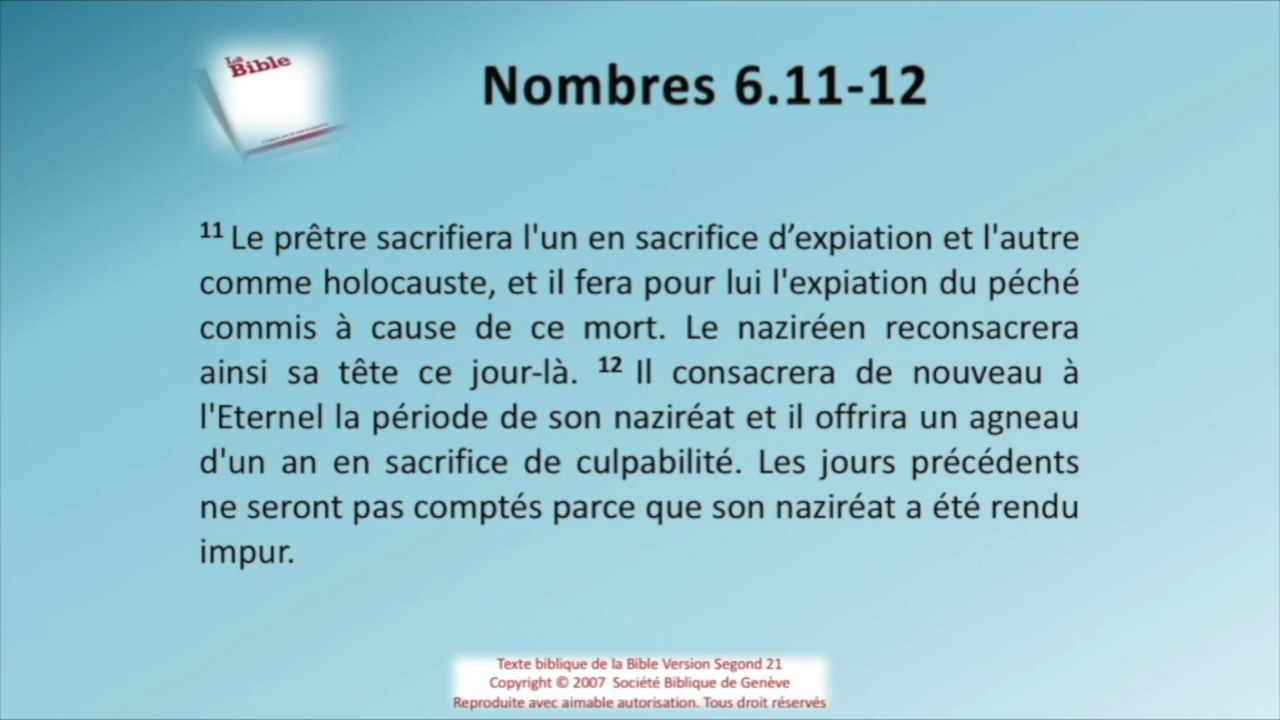 La
Bible
Nombres 6.11-12
11 Le prêtre sacrifiera l'un en sacrifice d’expiation et l'autre
comme holocauste, et il fera pour lui l'expiation du péché
commis à cause de ce mort. Le naziréen reconsacrera
ainsi sa tête ce jour-là. 12 Il consacrera de nouveau à
l'Eternel la période de son naziréat et il offrira un agneau
d'un an en sacrifice de culpabilité. Les jours précédents
ne seront pas comptés parce que son naziréat a été rendu
impur.
Texte biblique de la Bible Version Segond 21
Copyright © 2007 Société Biblique de Genève
Reproduite avec aimable autorisation. Tous droit réservés